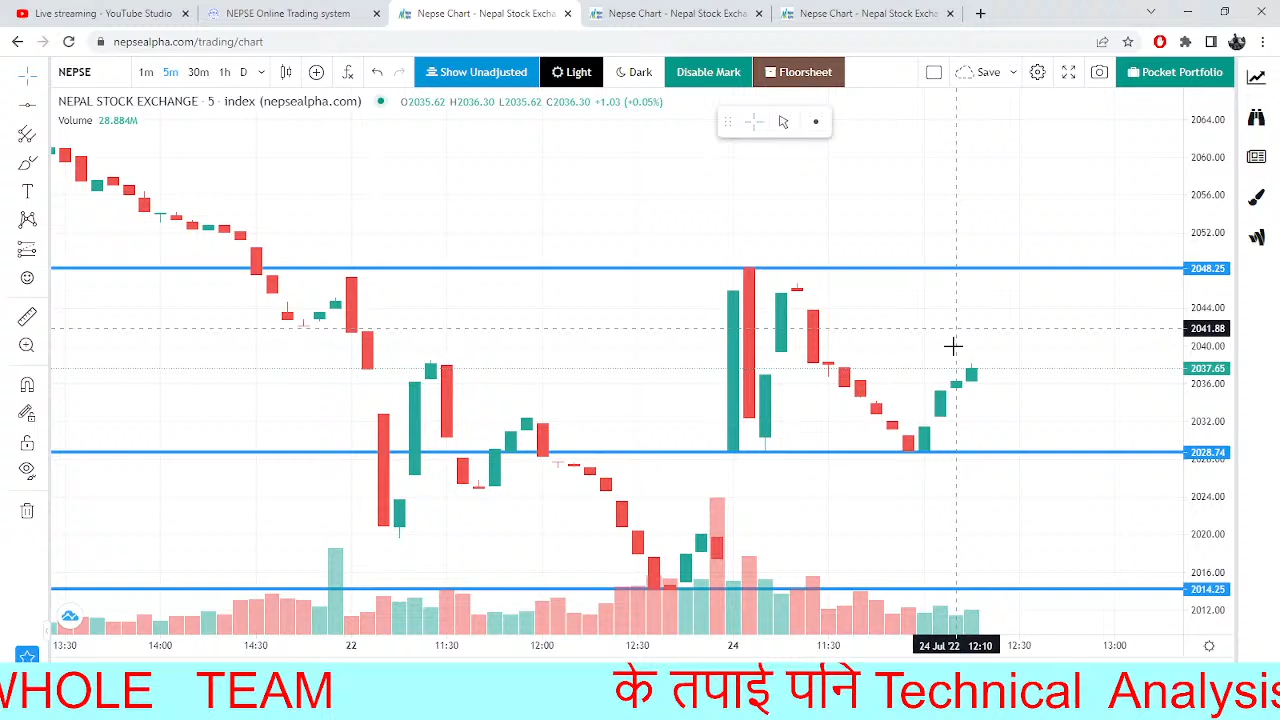 Live streaming - YouTube Studio
NEPSE Online Trading system
Nepse Chart - Nepal Stock Excha
Nepse Chart - Nepal Stock Excha
Nepse Chart - Nepal Stock Excha
nepsealpha.com/trading/chart
NEPSE 1m 5m 30m 1h D Show Unadjusted Light Dark Disable Mark Floorsheet Save Pocket Portfolio
NEPAL STOCK EXCHANGE · 5 · index (nepsealpha.com) O2035.62 H2036.30 L2035.62 C2036.30 +1.03 (+0.05%)
Volume 28.884M
2064.00
2060.00
2056.00
2052.00
2048.25
2044.00
2041.88
2040.00
2037.65
2036.00
2032.00
2028.74
2028.00
2024.00
2020.00
2016.00
2014.25
2012.00
13:30 14:00 14:30 22 11:30 12:00 12:30 24 11:30 24 Jul '22 12:10 12:30 13:00
WHOLE TEAM के तपाई पनि Technical Analysis